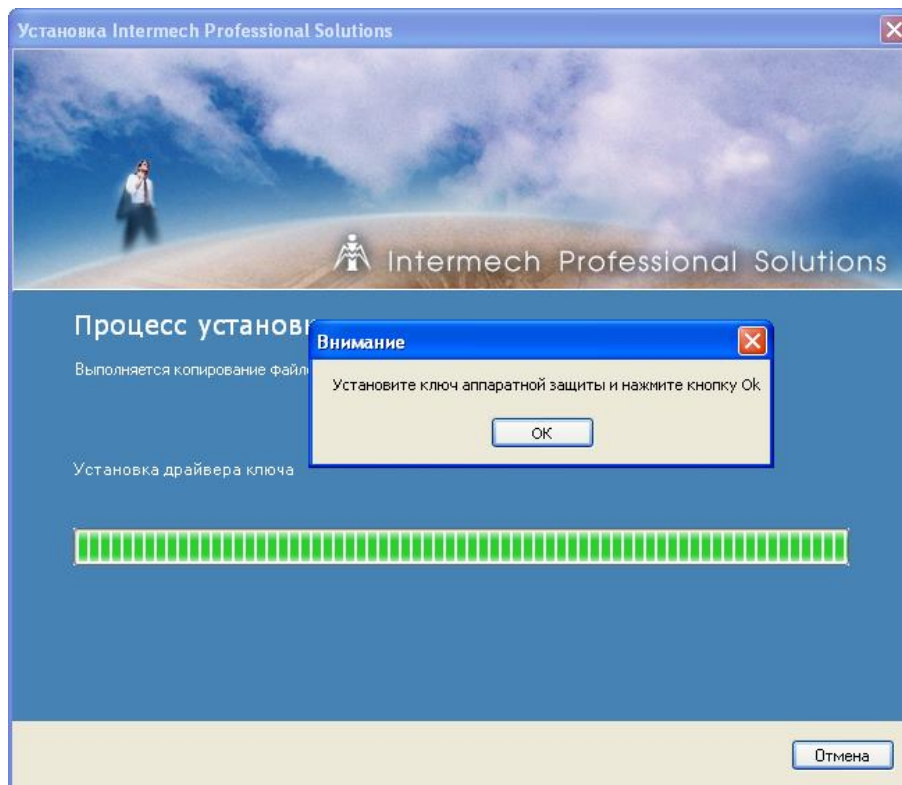 Установка Intermech Professional Solutions
Intermech Professional Solutions
Процесс установк
Внимание
Выполняется копирование файл
Установите ключ аппаратной защиты и нажмите кнопку Ok
OK
Установка драйвера ключа
Отмена